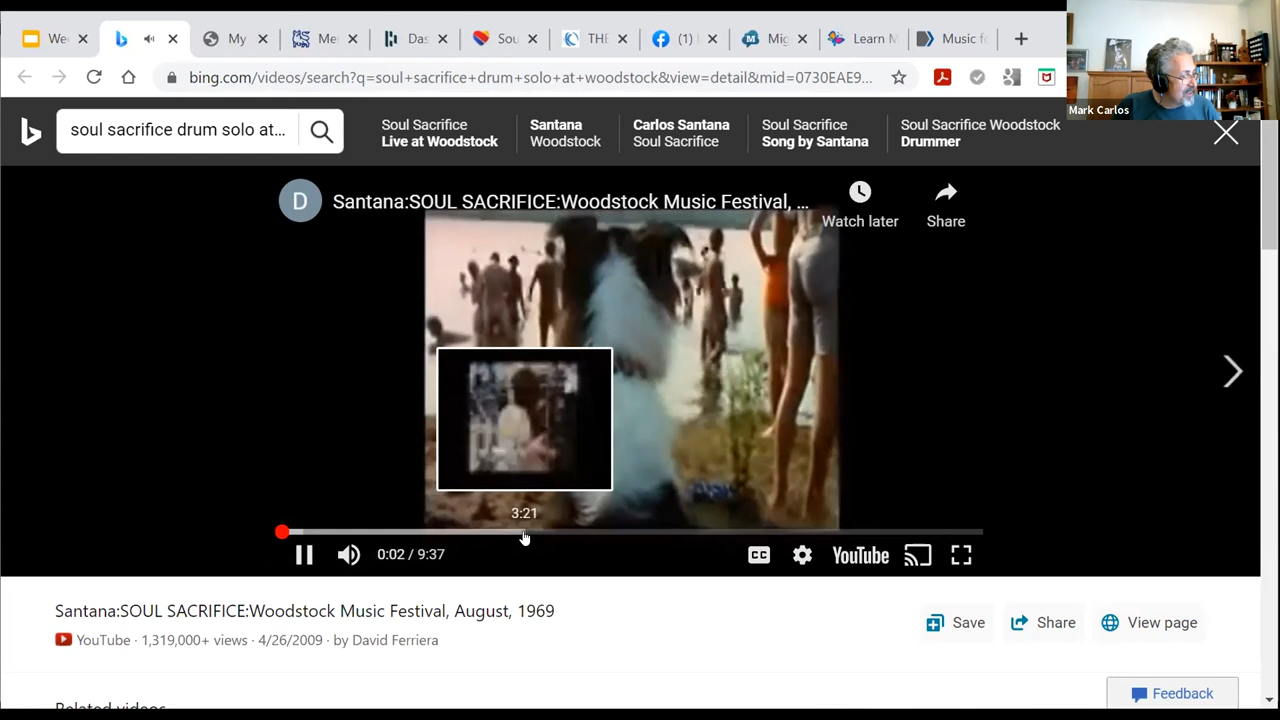 We
My
Me
Das
Sou
THE
(1)
Mig
Learn M
Music f
bing.com/videos/search?q=soul+sacrifice+drum+solo+at+woodstock&view=detail&mid=0730EAE9...
Mark Carlos
soul sacrifice drum solo at...
Soul Sacrifice
Live at Woodstock
Santana
Woodstock
Carlos Santana
Soul Sacrifice
Soul Sacrifice
Song by Santana
Soul Sacrifice Woodstock
Drummer
D
Santana:SOUL SACRIFICE:Woodstock Music Festival, ...
Watch later
Share
3:21
0:02 / 9:37
CC
YouTube
Santana:SOUL SACRIFICE:Woodstock Music Festival, August, 1969
YouTube · 1,319,000+ views · 4/26/2009 · by David Ferriera
Save
Share
View page
Related videos
Feedback